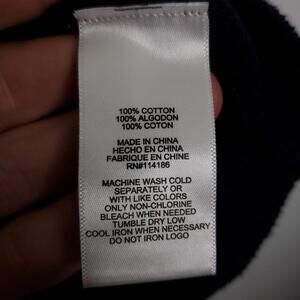 100% COTTON
100% ALGODON
100% COTON
MADE IN CHINA
HECHO EN CHINA
FABRIQUE EN CHINE
RN#114186
MACHINE WASH COLD
SEPARATELY OR
WITH LIKE COLORS
ONLY NON-CHLORINE
BLEACH WHEN NEEDED
TUMBLE DRY LOW
COOL IRON WHEN NECESSARY
DO NOT IRON LOGO